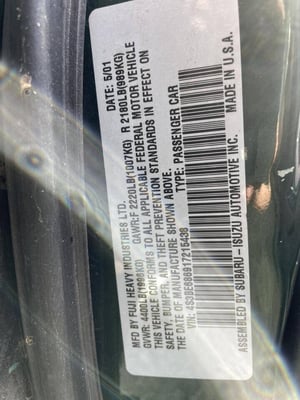 MFD BY FUJI HEAVY INDUSTRIES LTD. DATE: 5/01
GVWR: 4400LB GAWR:F 2220LB(1007KG) R 2180LB(989KG)
THIS VEHICLE CONFORMS TO ALL APPLICABLE FEDERAL MOTOR VEHICLE
SAFETY, BUMPER, AND THEFT PREVENTION STANDARDS IN EFFECT ON
THE DATE OF MANUFACTURE SHOWN ABOVE.
VIN: TYPE: PASSENGER CAR
ASSEMBLED BY SUBARU-ISUZU AUTOMOTIVE INC. MADE IN U.S.A.